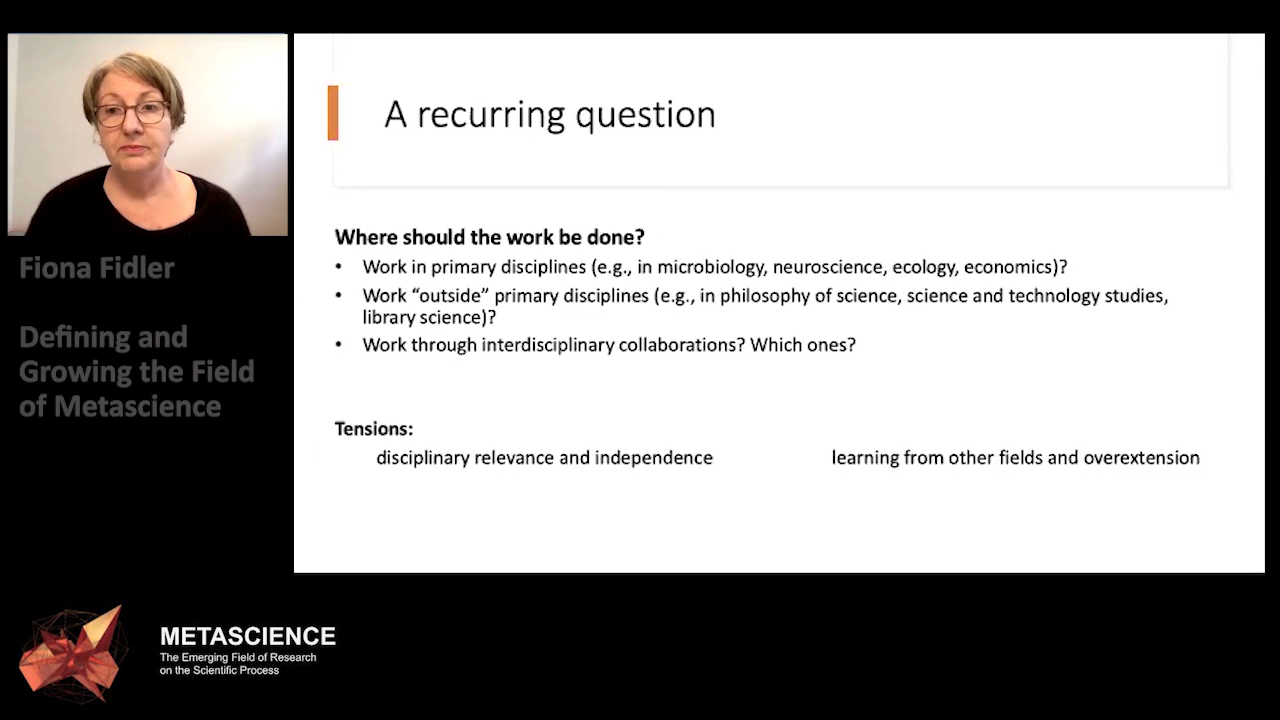 A recurring question
Where should the work be done?
• Work in primary disciplines (e.g., in microbiology, neuroscience, ecology, economics)?
• Work “outside” primary disciplines (e.g., in philosophy of science, science and technology studies,
library science)?
• Work through interdisciplinary collaborations? Which ones?
Tensions:
disciplinary relevance and independence
learning from other fields and overextension
Fiona Fidler
Defining and
Growing the Field
of Metascience
METASCIENCE
The Emerging Field of Research
on the Scientific Process